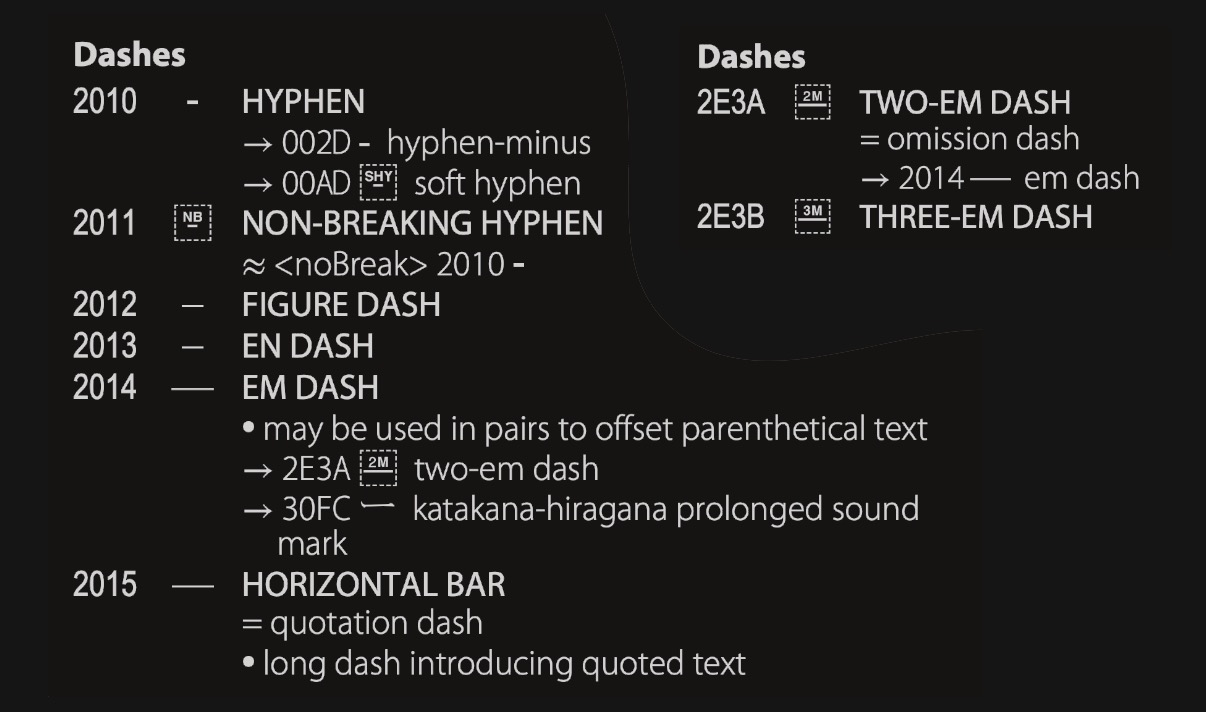 Dashes
2010 - HYPHEN
→ 002D - hyphen-minus
→ 00AD SHY soft hyphen
2011 NB NON-BREAKING HYPHEN
≈ <noBreak> 2010 -
2012 ‒ FIGURE DASH
2013 – EN DASH
2014 — EM DASH
• may be used in pairs to offset parenthetical text
→ 2E3A 2M two-em dash
→ 30FC ー katakana-hiragana prolonged sound
mark
2015 ― HORIZONTAL BAR
= quotation dash
• long dash introducing quoted text
Dashes
2E3A 2M TWO-EM DASH
= omission dash
→ 2014 — em dash
2E3B 3M THREE-EM DASH